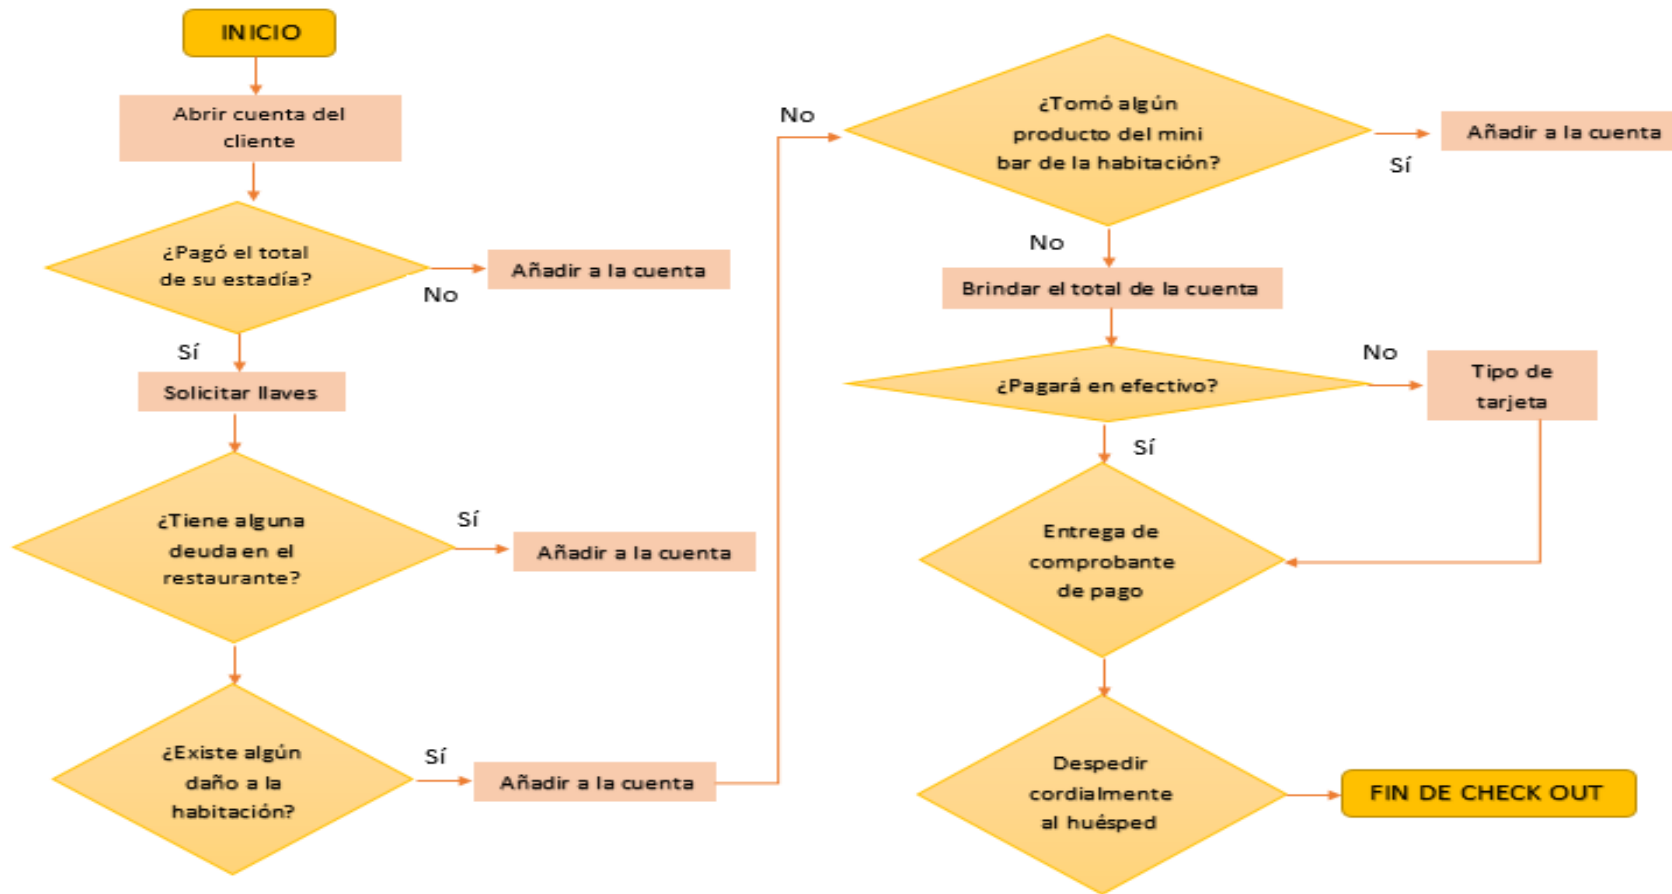 INICIO
Abrir cuenta del
cliente
¿Pagó el total
de su estadía?
No
Añadir a la cuenta
Sí
Solicitar llaves
¿Tiene alguna
deuda en el
restaurante?
Sí
Añadir a la cuenta
¿Existe algún
daño a la
habitación?
Sí
Añadir a la cuenta
No
¿Tomó algún
producto del mini
bar de la habitación?
Sí
Añadir a la cuenta
No
Brindar el total de la cuenta
¿Pagará en efectivo?
No
Tipo de
tarjeta
Sí
Entrega de
comprobante
de pago
Despedir
cordialmente
al huésped
FIN DE CHECK OUT